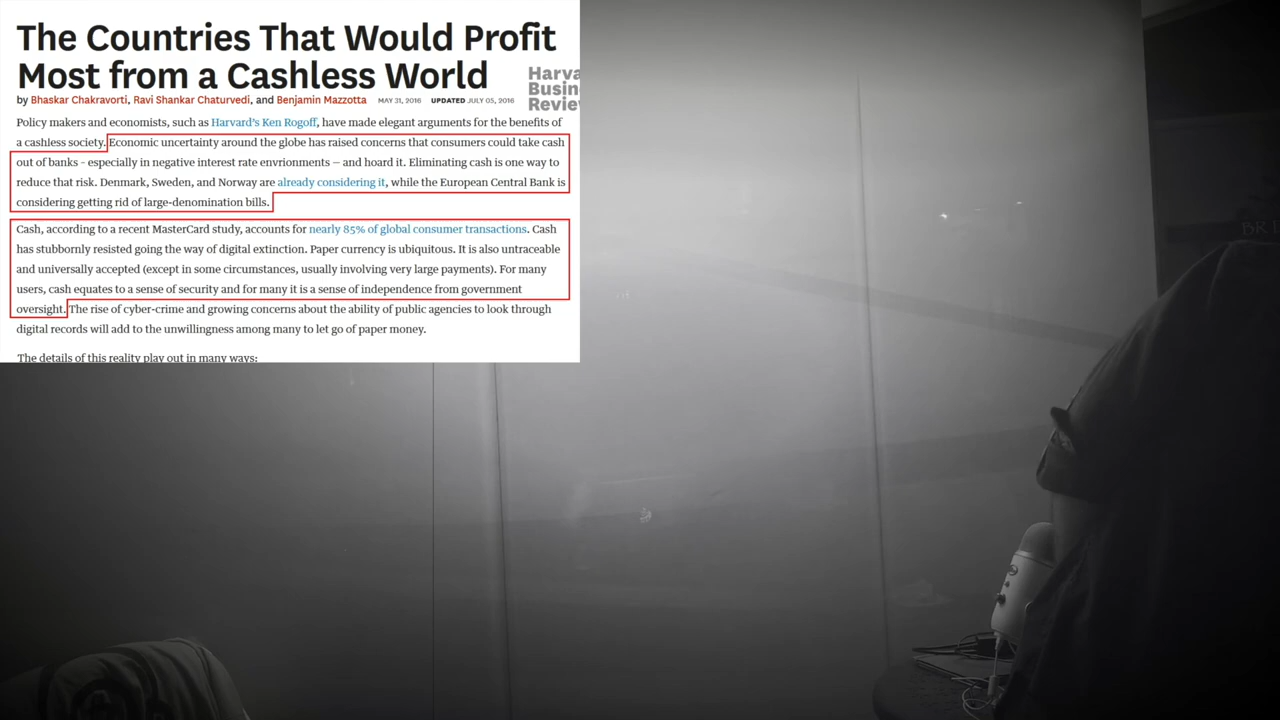 The Countries That Would Profit
Most from a Cashless World
Harva
Busin
Revie
by Bhaskar Chakravorti, Ravi Shankar Chaturvedi, and Benjamin Mazzotta MAY 31, 2016 UPDATED JULY 05, 2016
Policy makers and economists, such as Harvard's Ken Rogoff, have made elegant arguments for the benefits of
a cashless society. Economic uncertainty around the globe has raised concerns that consumers could take cash
out of banks – especially in negative interest rate envrionments — and hoard it. Eliminating cash is one way to
reduce that risk. Denmark, Sweden, and Norway are already considering it, while the European Central Bank is
considering getting rid of large-denomination bills.
Cash, according to a recent MasterCard study, accounts for nearly 85% of global consumer transactions. Cash
has stubbornly resisted going the way of digital extinction. Paper currency is ubiquitous. It is also untraceable
and universally accepted (except in some circumstances, usually involving very large payments). For many
users, cash equates to a sense of security and for many it is a sense of independence from government
oversight. The rise of cyber-crime and growing concerns about the ability of public agencies to look through
digital records will add to the unwillingness among many to let go of paper money.
The details of this reality play out in many ways: